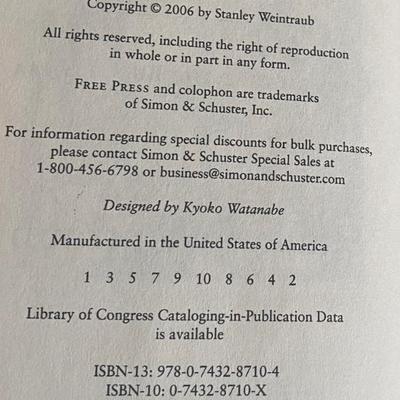 Copyright © 2006 by Stanley Weintraub
All rights reserved, including the right of reproduction
in whole or in part in any form.
FREE PRESS and colophon are trademarks
of Simon & Schuster, Inc.
For information regarding special discounts for bulk purchases,
please contact Simon & Schuster Special Sales at
1-800-456-6798 or business@simonandschuster.com
Designed by Kyoko Watanabe
Manufactured in the United States of America
1 3 5 7 9 10 8 6 4 2
Library of Congress Cataloging-in-Publication Data
is available
ISBN-13: 978-0-7432-8710-4
ISBN-10: 0-7432-8710-X